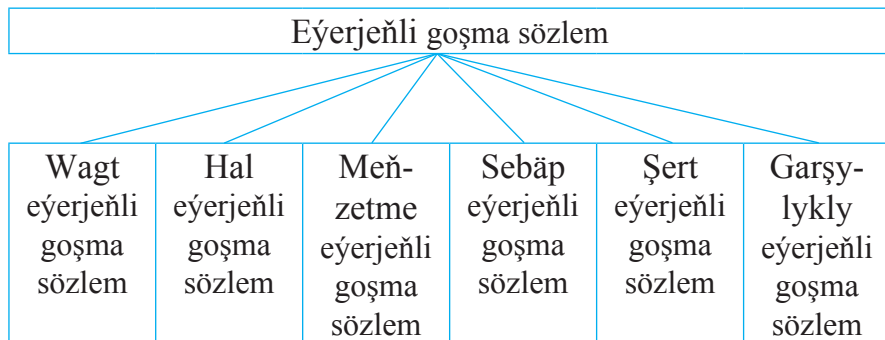 Eýerjeňli goşma sözlem
Wagt
eýerjeňli
goşma
sözlem
Hal
eýerjeňli
goşma
sözlem
Meň-
zetme
eýerjeňli
goşma
sözlem
Sebäp
eýerjeňli
goşma
sözlem
Şert
eýerjeňli
goşma
sözlem
Garşy-
lykly
eýerjeňli
goşma
sözlem